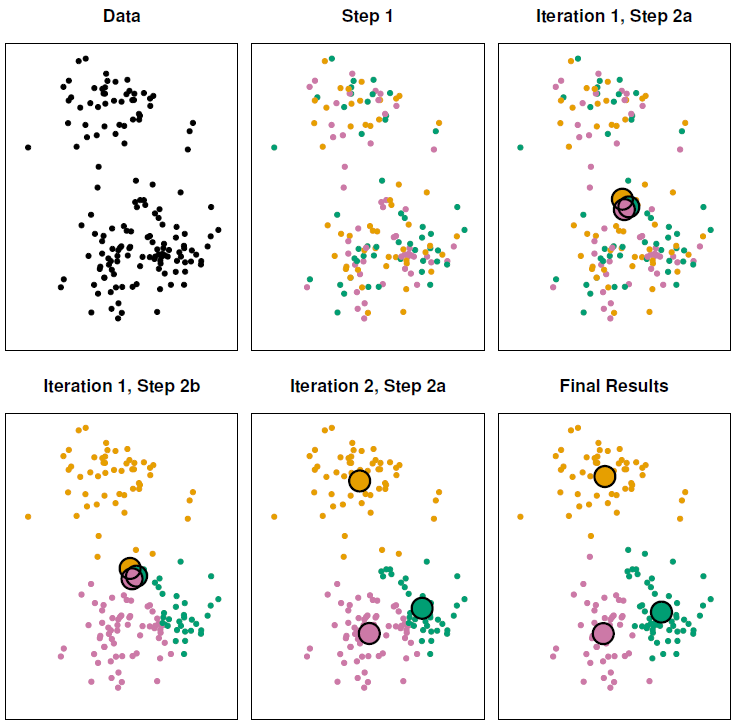 Data
Step 1
Iteration 1, Step 2a
Iteration 1, Step 2b
Iteration 2, Step 2a
Final Results